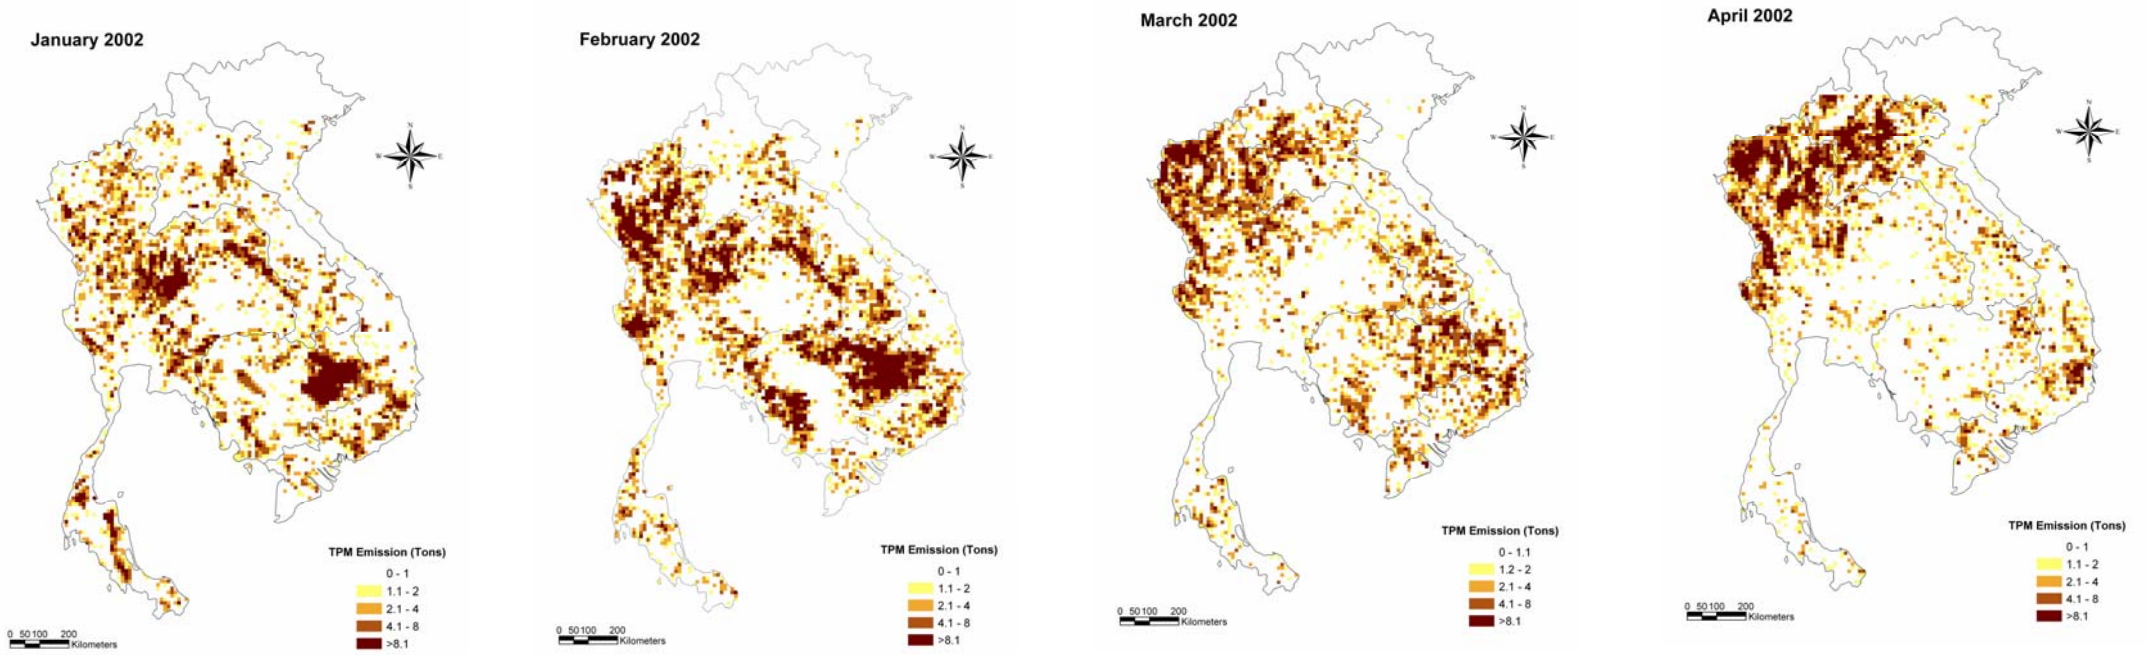 January 2002
N
W
E
S
TPM Emission (Tons)
0 - 1
1.1 - 2
2.1 - 4
4.1 - 8
>8.1
0 50 100 200
Kilometers
February 2002
N
W
E
S
TPM Emission (Tons)
0 - 1
1.1 - 2
2.1 - 4
4.1 - 8
>8.1
0 50 100 200
Kilometers
March 2002
N
W
E
S
TPM Emission (Tons)
0 - 1.1
1.2 - 2
2.1 - 4
4.1 - 8
>8.1
0 50 100 200
Kilometers
April 2002
N
W
E
S
TPM Emission (Tons)
0 - 1
1.1 - 2
2.1 - 4
4.1 - 8
>8.1
0 50 100 200
Kilometers